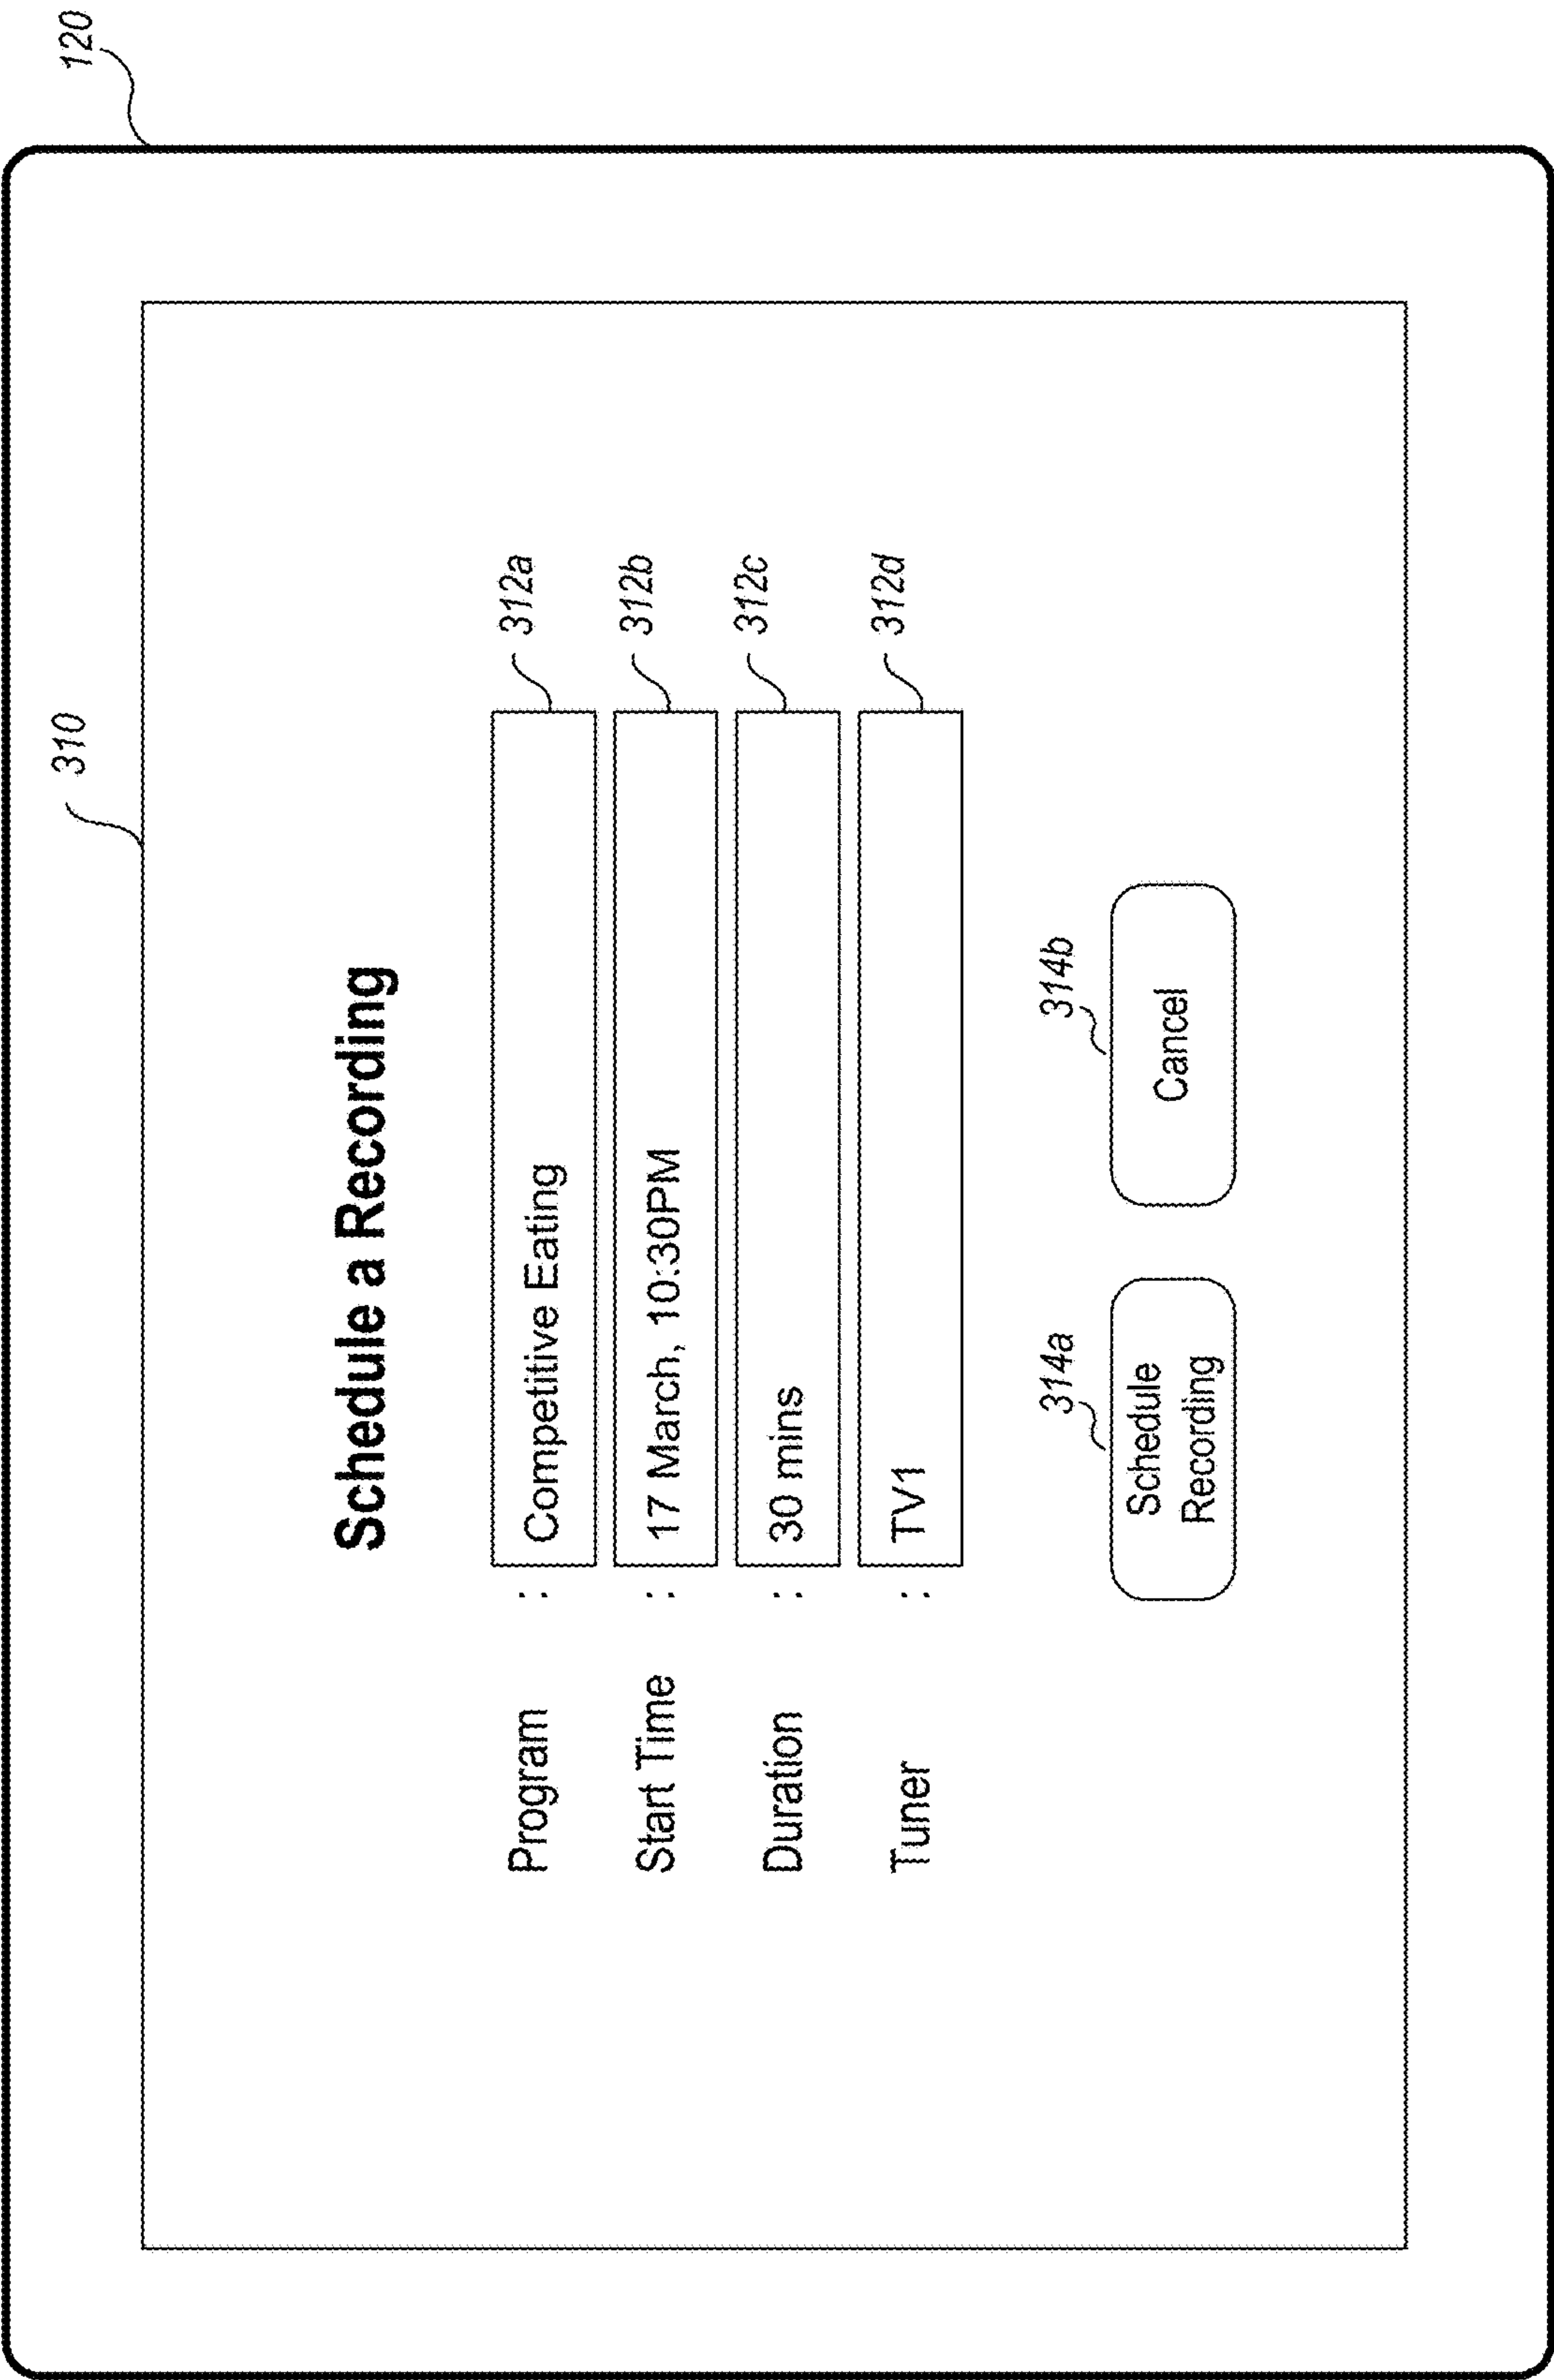 120
310
Schedule a Recording
Program : Competitive Eating 312a
Start Time : 17 March, 10:30PM 312b
Duration : 30 mins 312c
Tuner : TV1 312d
314a 314b
Schedule
Recording
Cancel